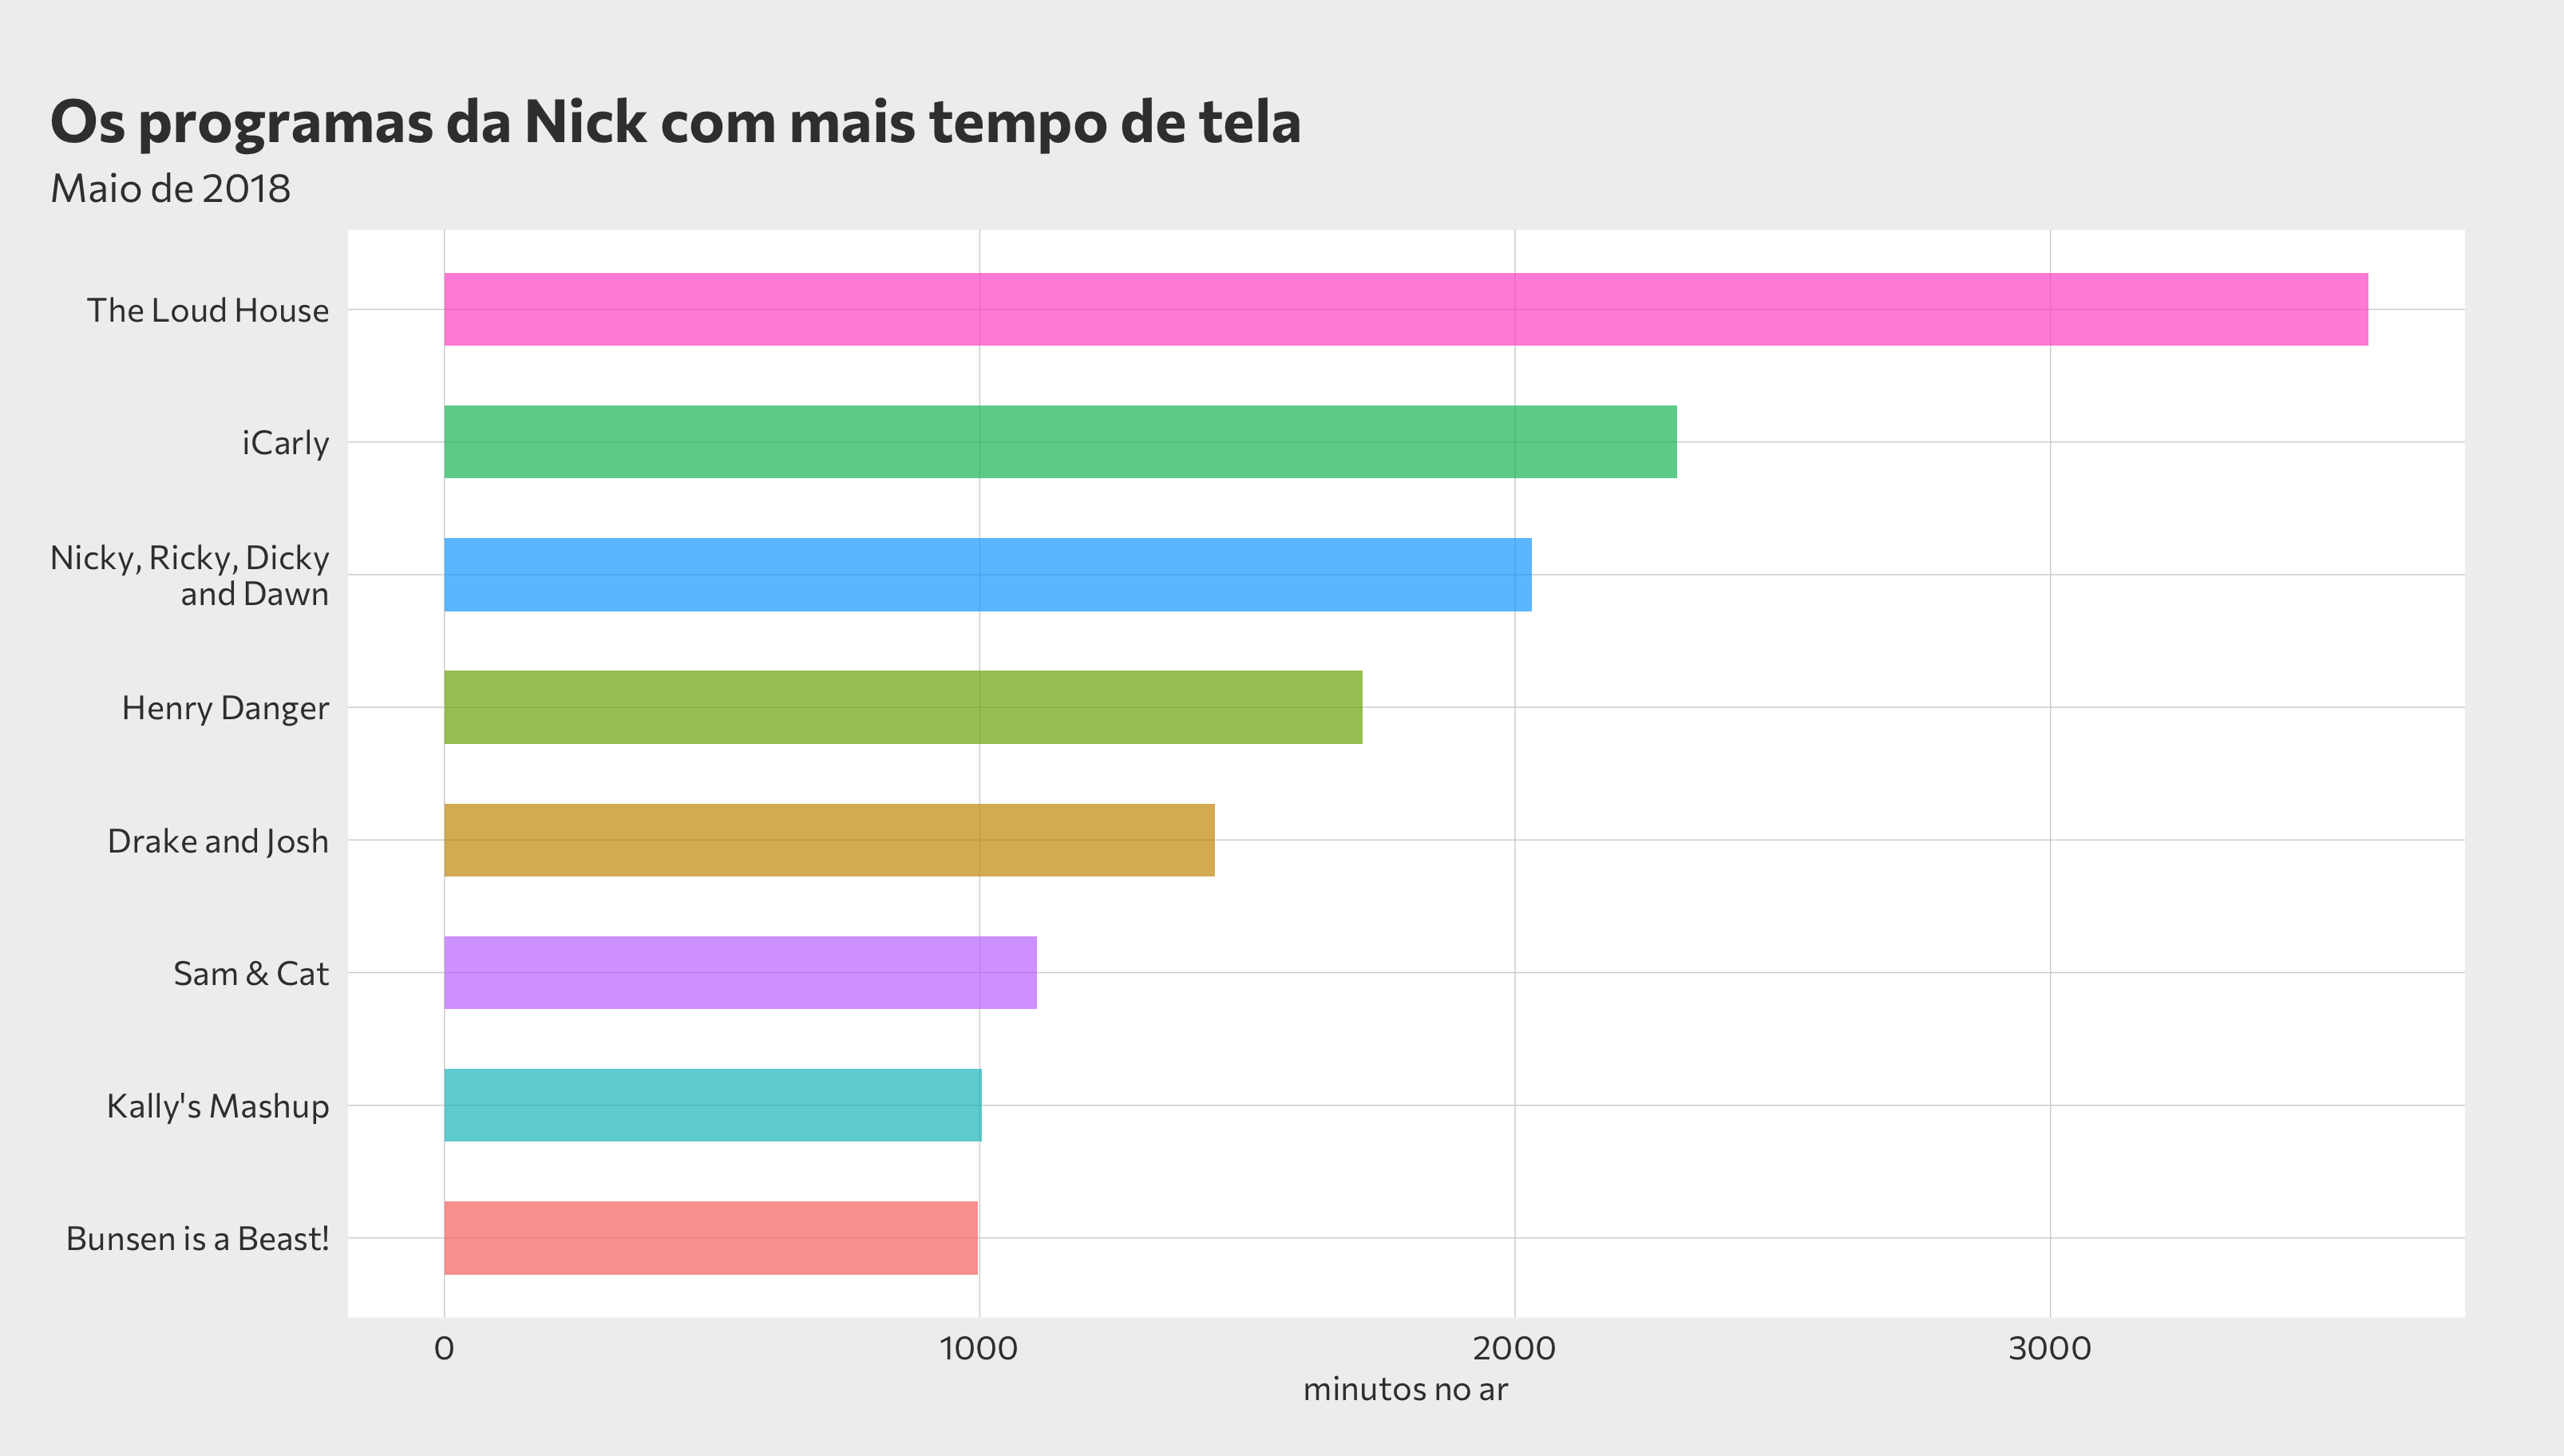 Os programas da Nick com mais tempo de tela
Maio de 2018
The Loud House
iCarly
Nicky, Ricky, Dicky
and Dawn
Henry Danger
Drake and Josh
Sam & Cat
Kally's Mashup
Bunsen is a Beast!
0 1000 2000 3000
minutos no ar